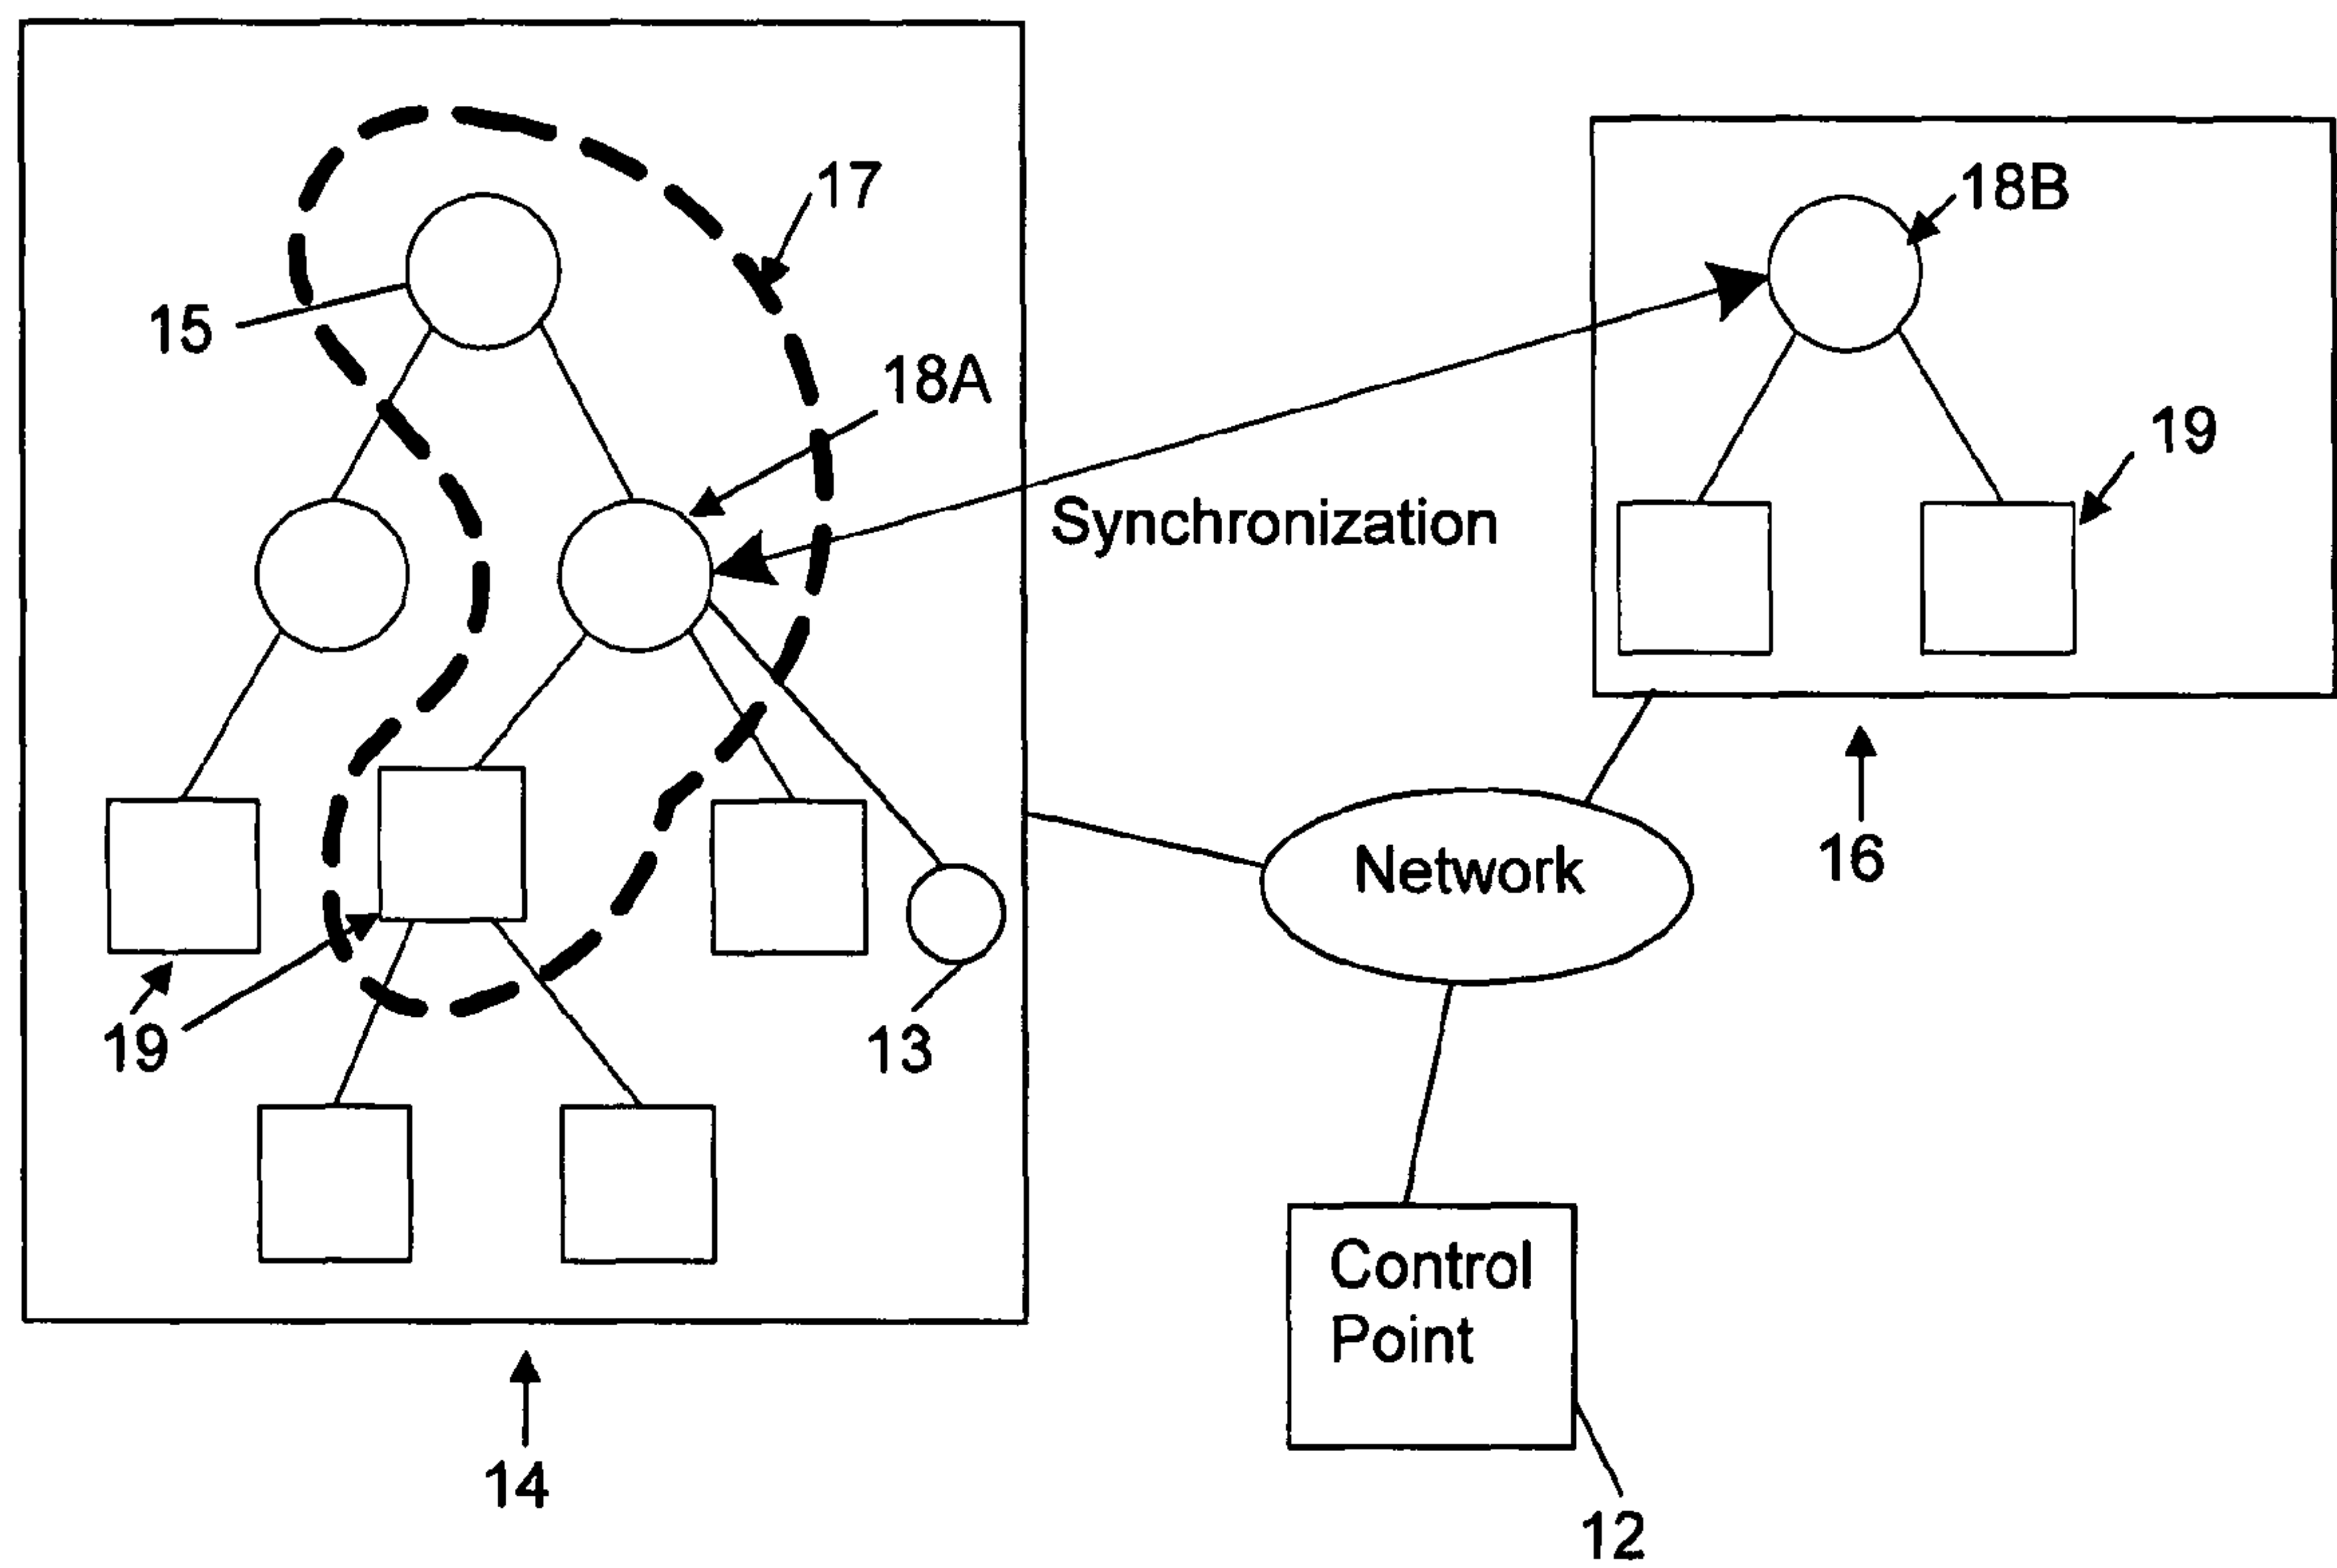 17
18B
15
18A
19
Synchronization
Network
16
19
13
Control
Point
14
12